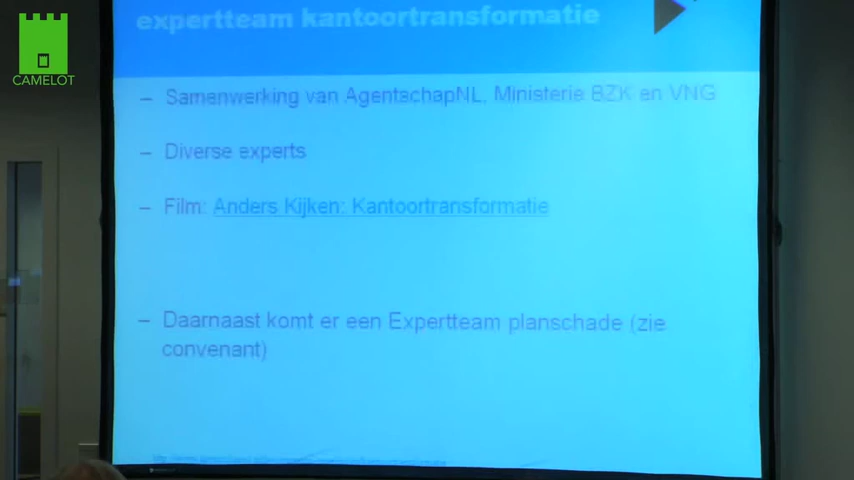 CAMELOT
expertteam kantoortransformatie
– Samenwerking van AgentschapNL, Ministerie BZK en VNG
– Diverse experts
– Film: Anders Kijken: Kantoortransformatie
– Daarnaast komt er een Expertteam planschade (zie
convenant)